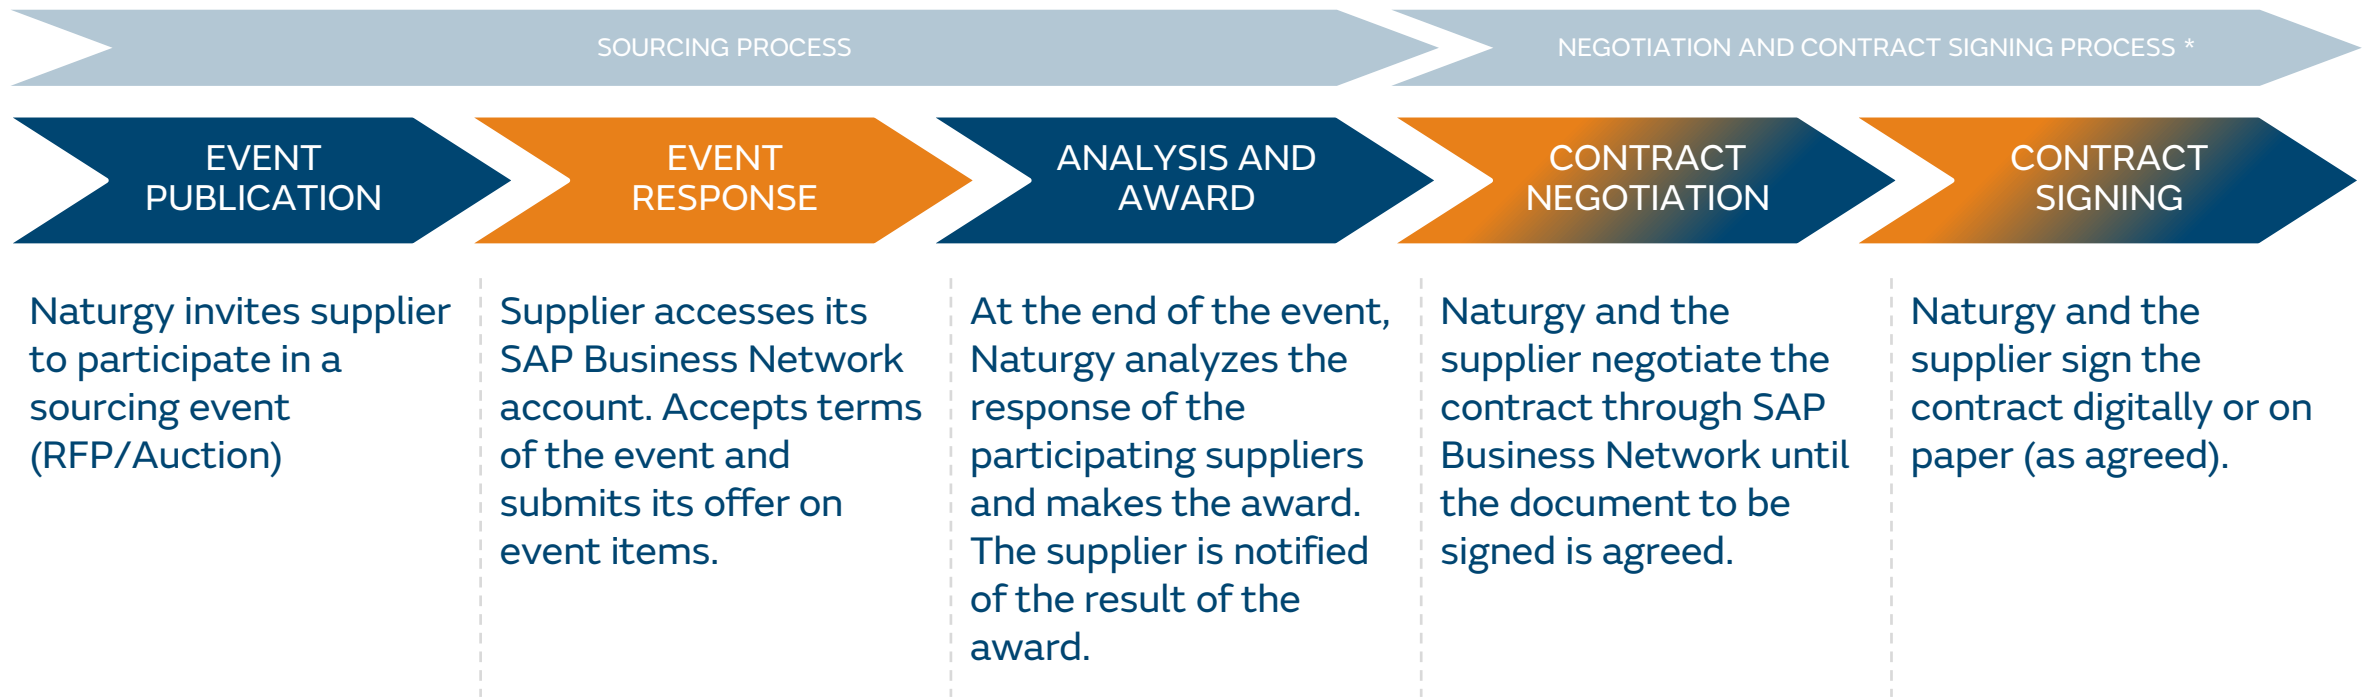 SOURCING PROCESS
NEGOTIATION AND CONTRACT SIGNING PROCESS *
EVENT
PUBLICATION
EVENT
RESPONSE
ANALYSIS AND
AWARD
CONTRACT
NEGOTIATION
CONTRACT
SIGNING
Naturgy invites supplier
to participate in a
sourcing event
(RFP/Auction)
Supplier accesses its
SAP Business Network
account. Accepts terms
of the event and
submits its offer on
event items.
At the end of the event,
Naturgy analyzes the
response of the
participating suppliers
and makes the award.
The supplier is notified
of the result of the
award.
Naturgy and the
supplier negotiate the
contract through SAP
Business Network until
the document to be
signed is agreed.
Naturgy and the
supplier sign the
contract digitally or on
paper (as agreed).